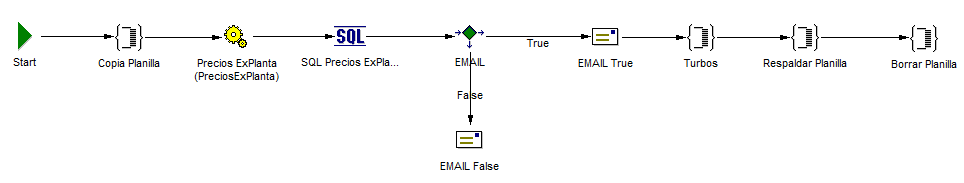 Start
Copia Planilla
Precios ExPlanta
(PreciosExPlanta)
SQL
SQL Precios ExPla...
EMAIL
True
EMAIL True
Turbos
Respaldar Planilla
Borrar Planilla
False
EMAIL False